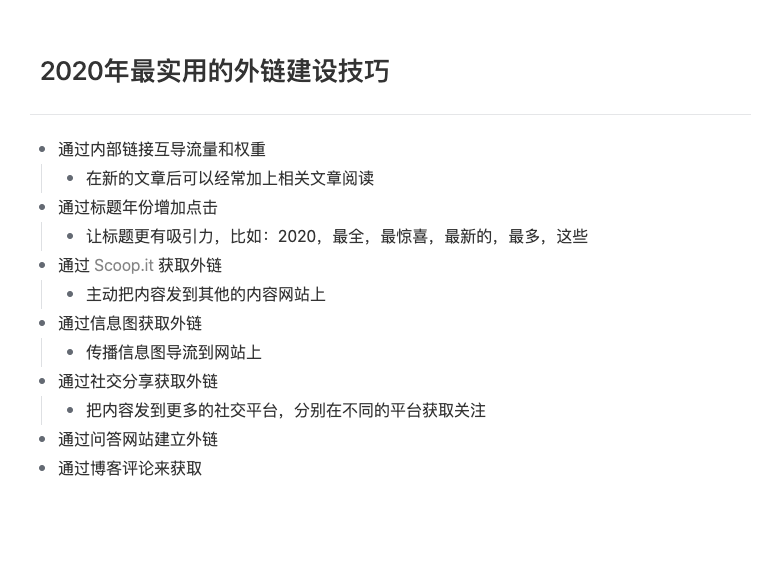 2020年最实用的外链建设技巧
通过内部链接互导流量和权重
在新的文章后可以经常加上相关文章阅读
通过标题年份增加点击
让标题更有吸引力，比如：2020，最全，最惊喜，最新的，最多，这些
通过 Scoop.it 获取外链
主动把内容发到其他的内容网站上
通过信息图获取外链
传播信息图导流到网站上
通过社交分享获取外链
把内容发到更多的社交平台，分别在不同的平台获取关注
通过问答网站建立外链
通过博客评论来获取